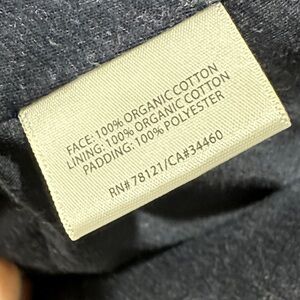 FACE: 100% ORGANIC COTTON
LINING: 100% ORGANIC COTTON
PADDING: 100% POLYESTER
RN# 78121/CA#34460